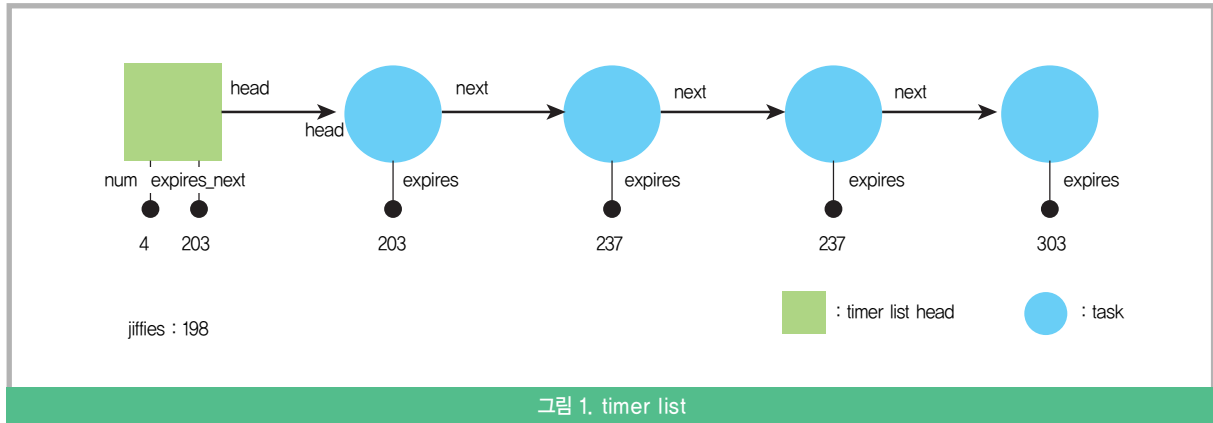 head
next
next
next
head
num
expires_next
expires
expires
expires
expires
4
203
203
237
237
303
: timer list head
: task
jiffies : 198
그림 1. timer list